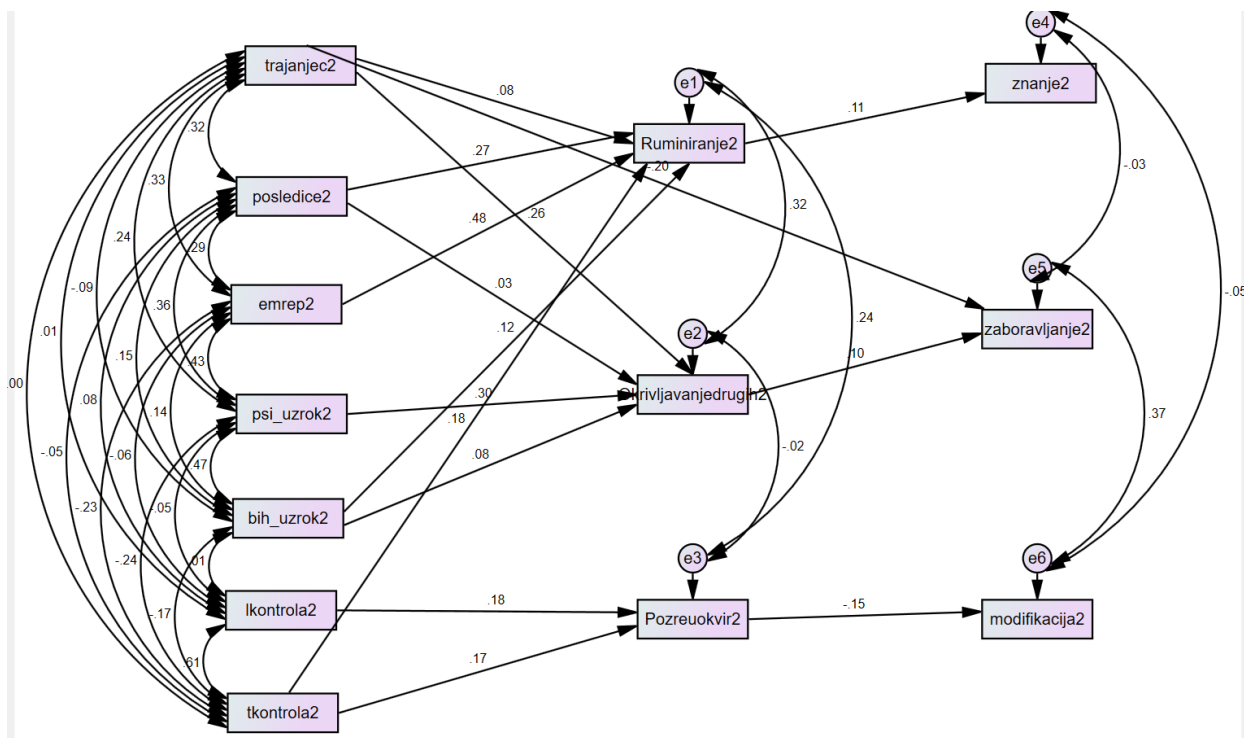 e4
trajanjec2
znanje2
e1
.08
.11
Ruminiranje2
.32
.27
-.20
-.03
.33
posledice2
.48
.26
.32
.24
.29
e5
-.09
.03
-.05
.36
emrep2
zaboravljanje2
.01
.12
.24
e2
.15
.43
.10
.00
.08
.30
krivljavanjedrugih2
.14
psi_uzrok2
.18
.37
-.05
-.06
.08
-.02
.47
-.23
-.05
bih_uzrok2
-.24
.01
e3
e6
-.17
lkontrola2
.18
-.15
Pozreuokvir2
modifikacija2
.61
.17
tkontrola2